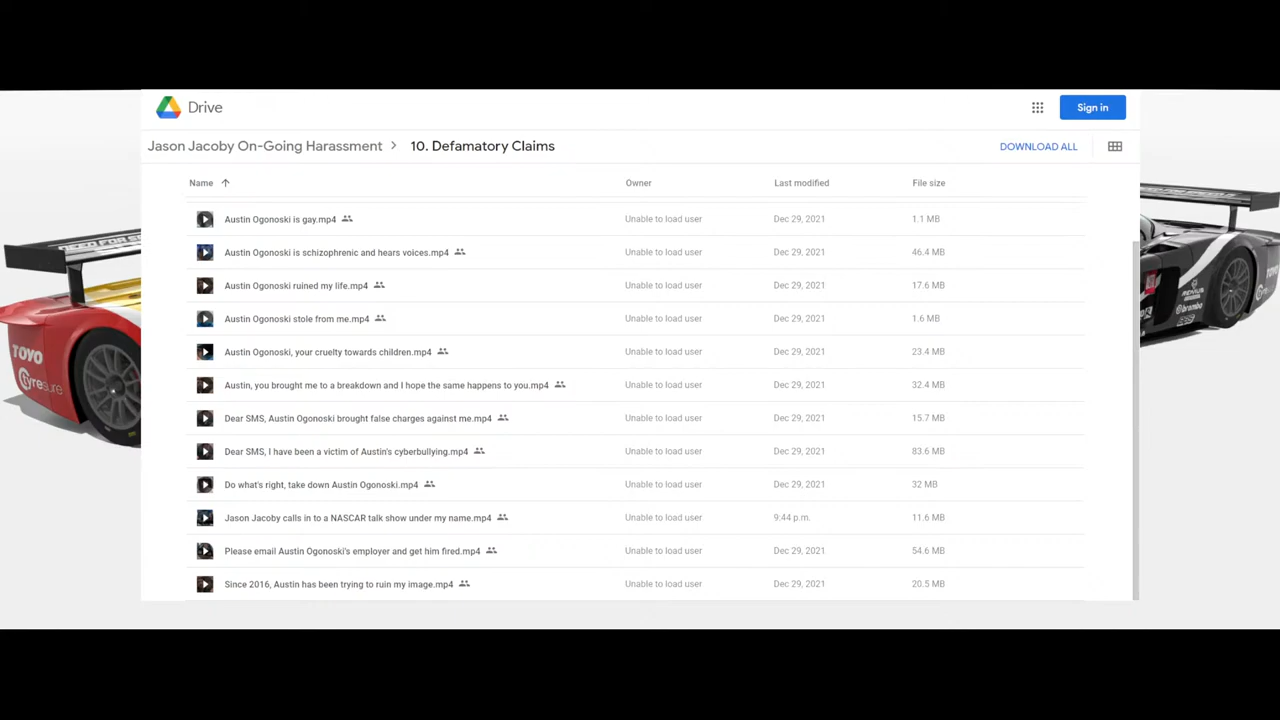 Drive
Sign in
Jason Jacoby On-Going Harassment > 10. Defamatory Claims
DOWNLOAD ALL
Name Owner Last modified File size
Austin Ogonoski is gay.mp4 Unable to load user Dec 29, 2021 1.1 MB
Austin Ogonoski is schizophrenic and hears voices.mp4 Unable to load user Dec 29, 2021 46.4 MB
Austin Ogonoski ruined my life.mp4 Unable to load user Dec 29, 2021 17.6 MB
Austin Ogonoski stole from me.mp4 Unable to load user Dec 29, 2021 1.6 MB
Austin Ogonoski, your cruelty towards children.mp4 Unable to load user Dec 29, 2021 23.4 MB
Austin, you brought me to a breakdown and I hope the same happens to you.mp4 Unable to load user Dec 29, 2021 32.4 MB
Dear SMS, Austin Ogonoski brought false charges against me.mp4 Unable to load user Dec 29, 2021 15.7 MB
Dear SMS, I have been a victim of Austin's cyberbullying.mp4 Unable to load user Dec 29, 2021 83.6 MB
Do what's right, take down Austin Ogonoski.mp4 Unable to load user Dec 29, 2021 32 MB
Jason Jacoby calls in to a NASCAR talk show under my name.mp4 Unable to load user 9:44 p.m. 11.6 MB
Please email Austin Ogonoski's employer and get him fired.mp4 Unable to load user Dec 29, 2021 54.6 MB
Since 2016, Austin has been trying to ruin my image.mp4 Unable to load user Dec 29, 2021 20.5 MB
TOYO
tyresure
brembo